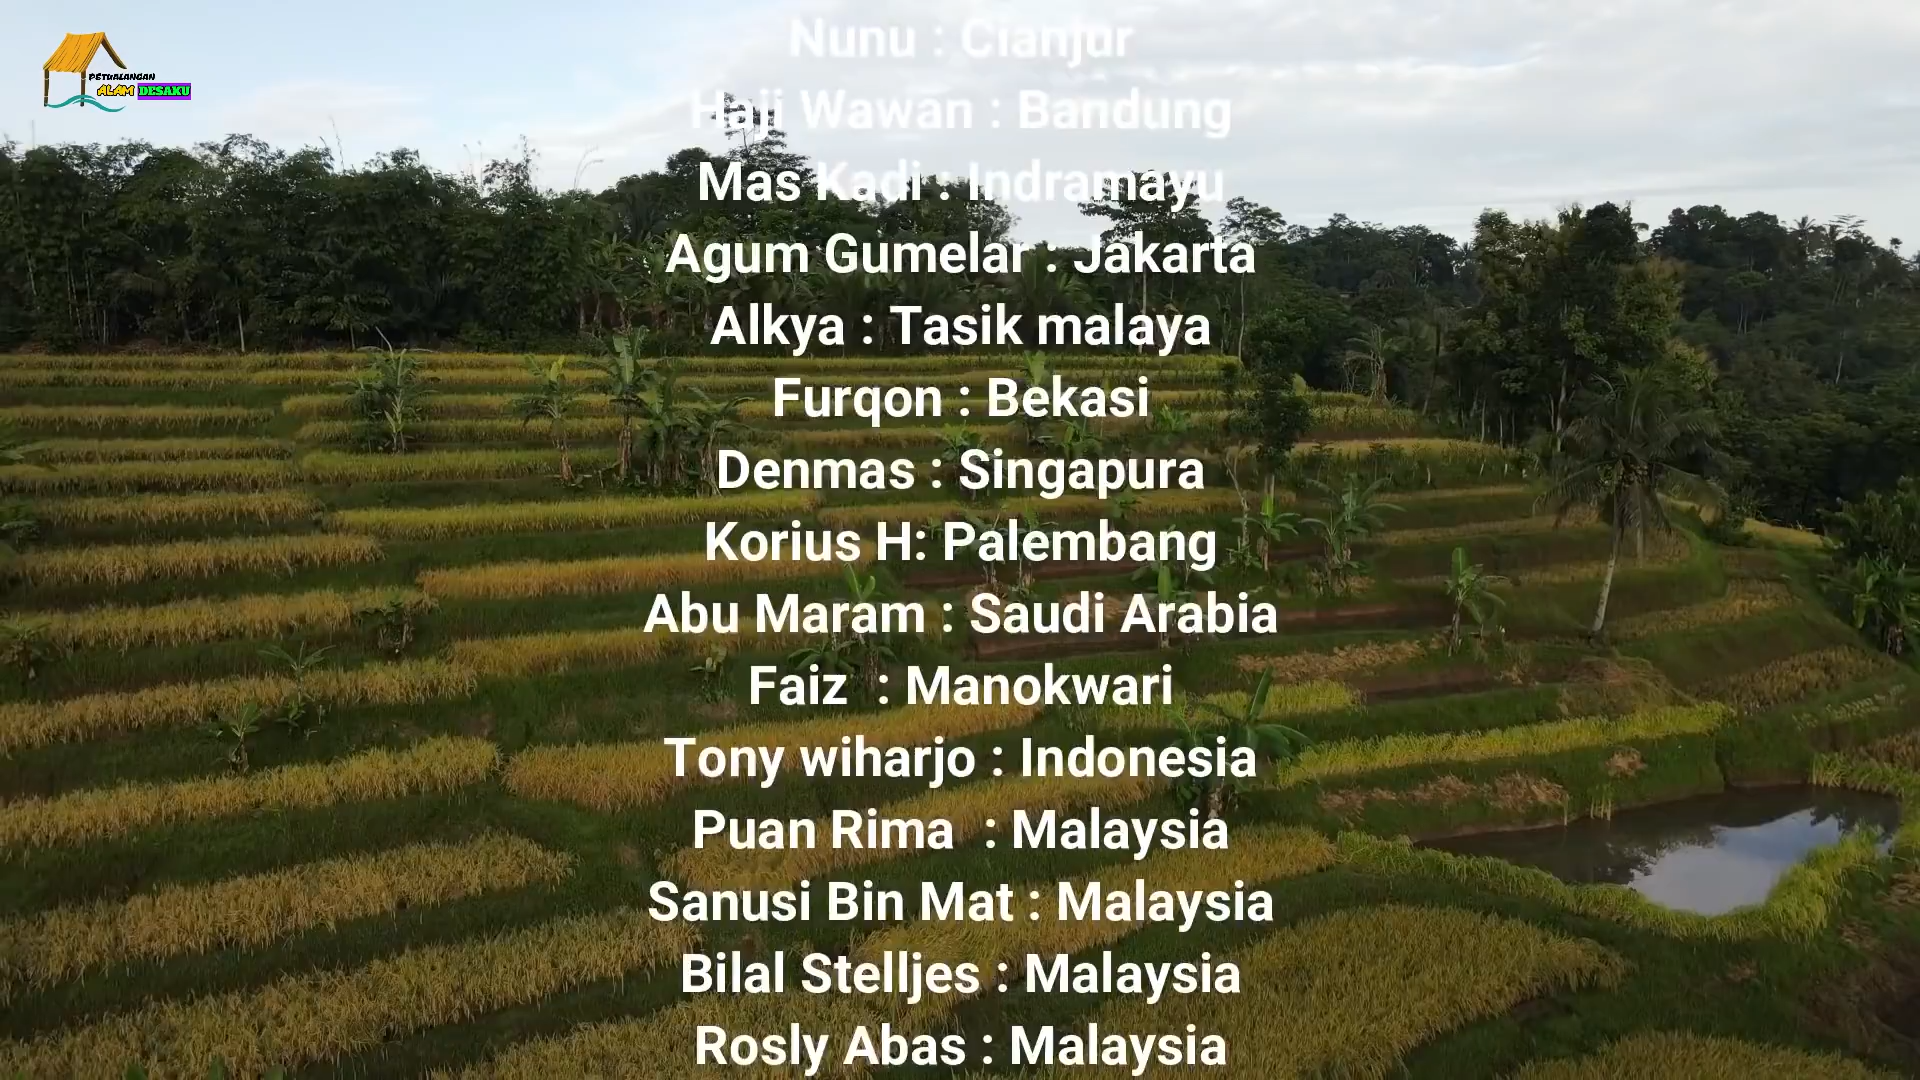 PETUALANGAN
ALAM DESAKU
Nunu : Cianjur
Haji Wawan : Bandung
Mas Kadi : Indramayu
Agum Gumelar : Jakarta
Alkya : Tasik malaya
Furqon : Bekasi
Denmas : Singapura
Korius H: Palembang
Abu Maram : Saudi Arabia
Faiz : Manokwari
Tony wiharjo : Indonesia
Puan Rima : Malaysia
Sanusi Bin Mat : Malaysia
Bilal Stelljes : Malaysia
Rosly Abas : Malaysia